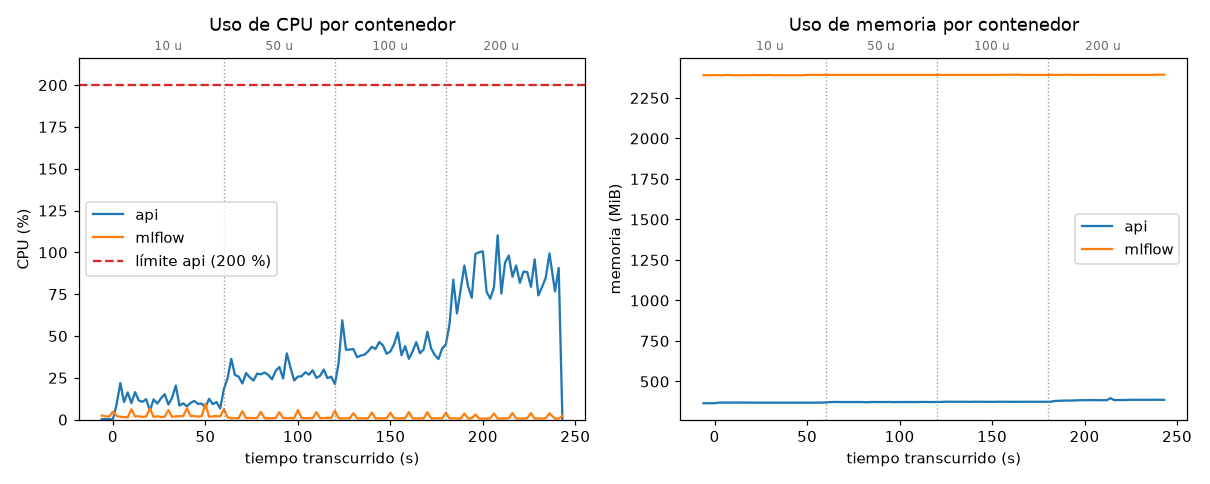 Uso de CPU por contenedor
10 u 50 u 100 u 200 u
200
175
150
125
100
75
50
25
0
CPU (%)
api
mlflow
límite api (200 %)
0 50 100 150 200 250
tiempo transcurrido (s)
Uso de memoria por contenedor
10 u 50 u 100 u 200 u
2250
2000
1750
1500
1250
1000
750
500
memoria (MiB)
api
mlflow
0 50 100 150 200 250
tiempo transcurrido (s)